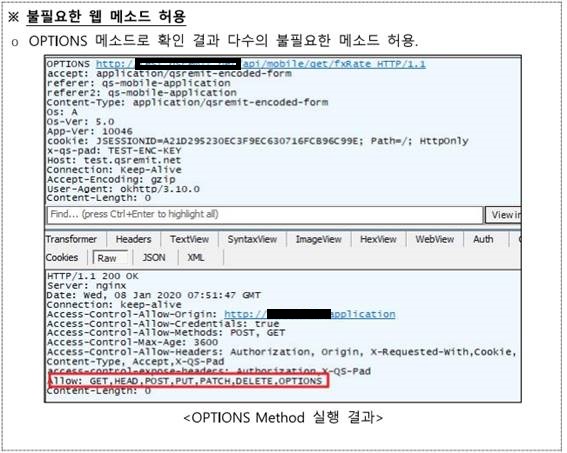 ※ 불필요한 웹 메소드 허용
o OPTIONS 메소드로 확인 결과 다수의 불필요한 메소드 허용.
OPTIONS http:/ api/mobile/get/fxRate HTTP/1.1
accept: application/qsremit-encoded-form
referer: qs-mobile-application
referer2: qs-mobile-application
Content-Type: application/qsremit-encoded-form
Os: A
Os-Ver: 5.0
App-Ver: 10046
cookie: JSESSIONID=A21D295230EC3F9EC630716FCB96C99E; Path=/; HttpOnly
x-qs-pad: TEST-ENC-KEY
Host: test.qsremit.net
Connection: Keep-Alive
Accept-Encoding: gzip
User-Agent: okhttp/3.10.0
Content-Length: 0
Find... (press Ctrl+Enter to highlight all) View in
Transformer Headers TextView SyntaxView ImageView HexView WebView Auth
Cookies Raw JSON XML
HTTP/1.1 200 OK
Server: nginx
Date: Wed, 08 Jan 2020 07:51:47 GMT
Connection: keep-alive
Access-Control-Allow-Origin: http:// application
Access-Control-Allow-Credentials: true
Access-Control-Allow-Methods: POST, GET
Access-Control-Max-Age: 3600
Access-Control-Allow-Headers: Authorization, Origin, X-Requested-With,Cookie,
Content-Type, Accept,X-QS-Pad
access-control-expose-headers: Authorization,X-QS-Pad
Allow: GET,HEAD,POST,PUT,PATCH,DELETE,OPTIONS
Content-Length: 0
<OPTIONS Method 실행 결과>